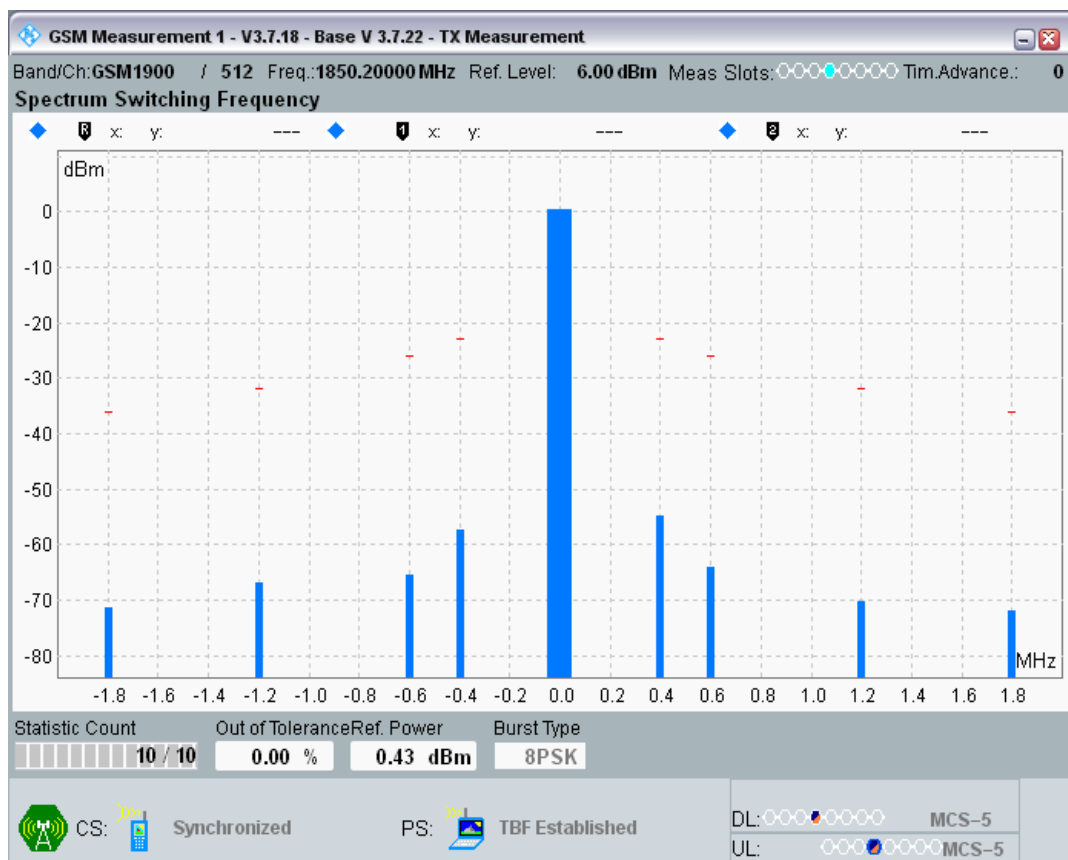 GSM Measurement 1 - V3.7.18 - Base V 3.7.22 - TX Measurement
Band/Ch:GSM1900 / 512 Freq.:1850.20000 MHz Ref. Level: 6.00 dBm Meas Slots: Tim.Advance.: 0
Spectrum Switching Frequency
R x: y: --- 1 x: y: --- 2 x: y: ---
dBm
0
-10
-20
-30
-40
-50
-60
-70
-80
MHz
-1.8 -1.6 -1.4 -1.2 -1.0 -0.8 -0.6 -0.4 -0.2 0.0 0.2 0.4 0.6 0.8 1.0 1.2 1.4 1.6 1.8
Statistic Count Out of Tolerance Ref. Power Burst Type
10 / 10 0.00 % 0.43 dBm 8PSK
CS: Synchronized PS: TBF Established DL: MCS-5
UL: MCS-5